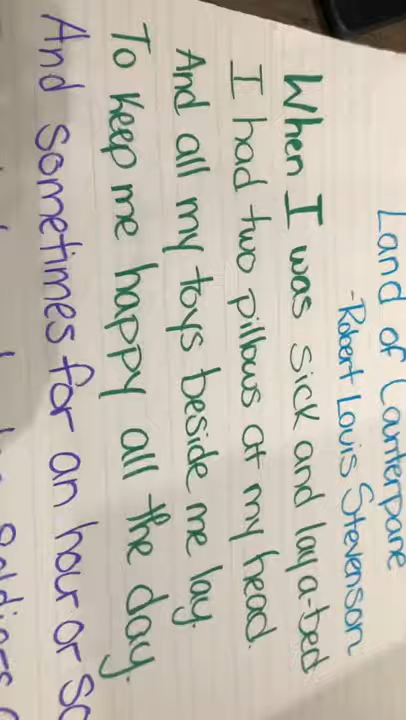 Land of Counterpane
-Robert Louis Stevenson
When I was sick and lay a-bed
I had two pillows at my head.
And all my toys beside me lay.
To keep me happy all the day.
And sometimes for an hour or so